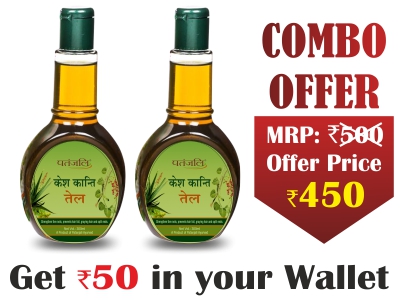 COMBO
OFFER
MRP: ₹500
Offer Price
₹450
पतंजलि
केश कान्ति
तेल
पतंजलि
केश कान्ति
तेल
Get ₹50 in your Wallet